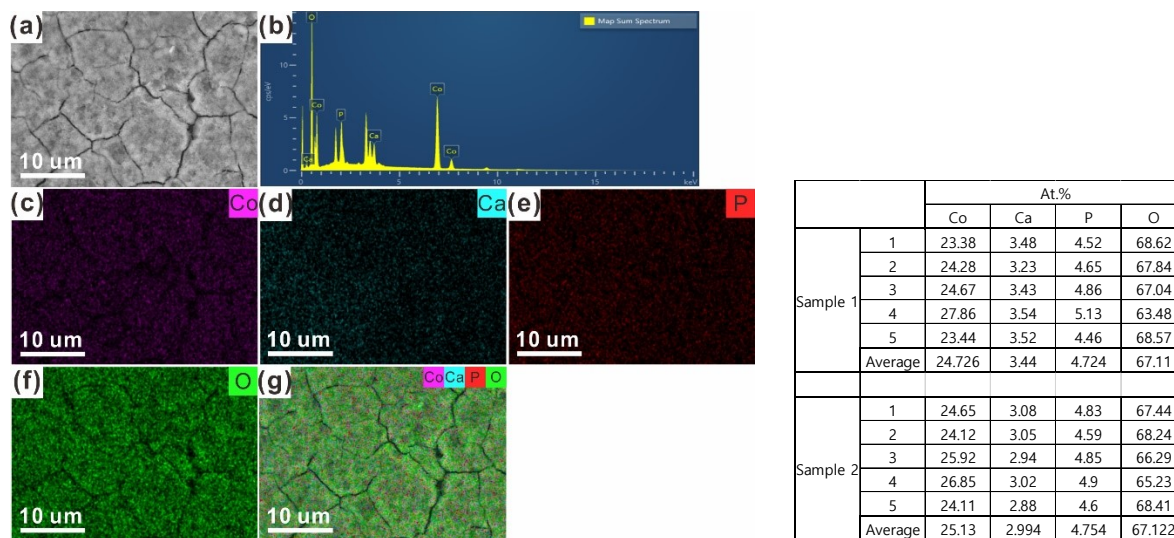 (a)
10 um
(b)
Map Sum Spectrum
cps/eV
10
5
0
O
Co
Ca
P
Ca
Co
Co
0
5
10
15
keV
(c)
Co
10 um
(d)
Ca
10 um
(e)
P
10 um
(f)
O
10 um
(g)
Co Ca P O
10 um
At.%
Co Ca P O
Sample 1
1 23.38 3.48 4.52 68.62
2 24.28 3.23 4.65 67.84
3 24.67 3.43 4.86 67.04
4 27.86 3.54 5.13 63.48
5 23.44 3.52 4.46 68.57
Average 24.726 3.44 4.724 67.11
Sample 2
1 24.65 3.08 4.83 67.44
2 24.12 3.05 4.59 68.24
3 25.92 2.94 4.85 66.29
4 26.85 3.02 4.9 65.23
5 24.11 2.88 4.6 68.41
Average 25.13 2.994 4.754 67.122